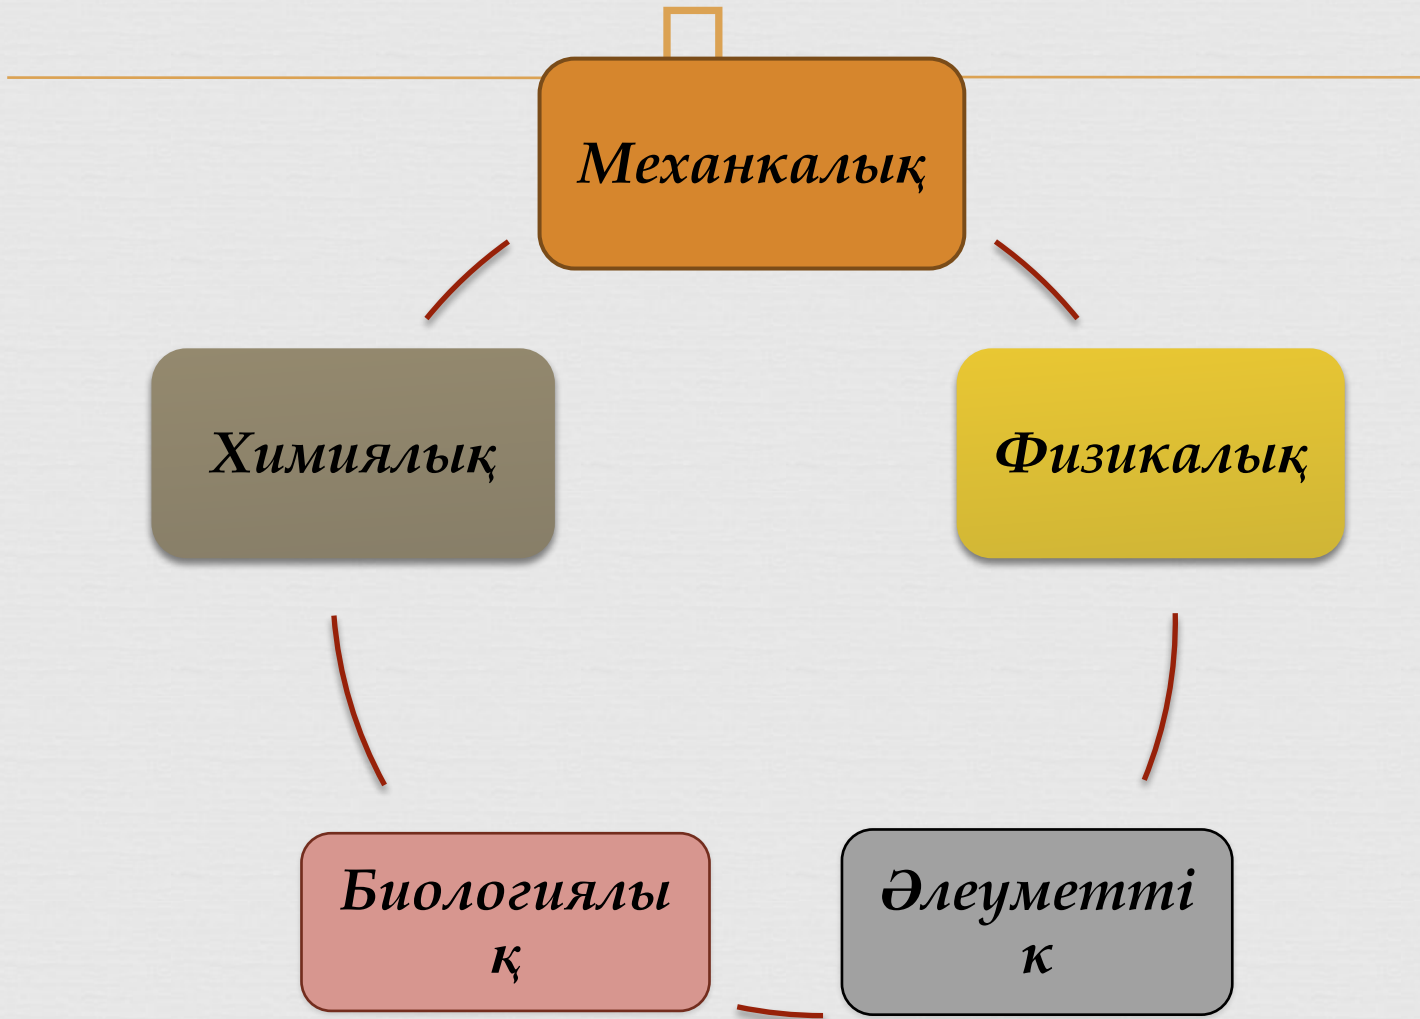 Механкалық
Химиялық
Физикалық
Биологиялы
қ
Әлеуметті
к